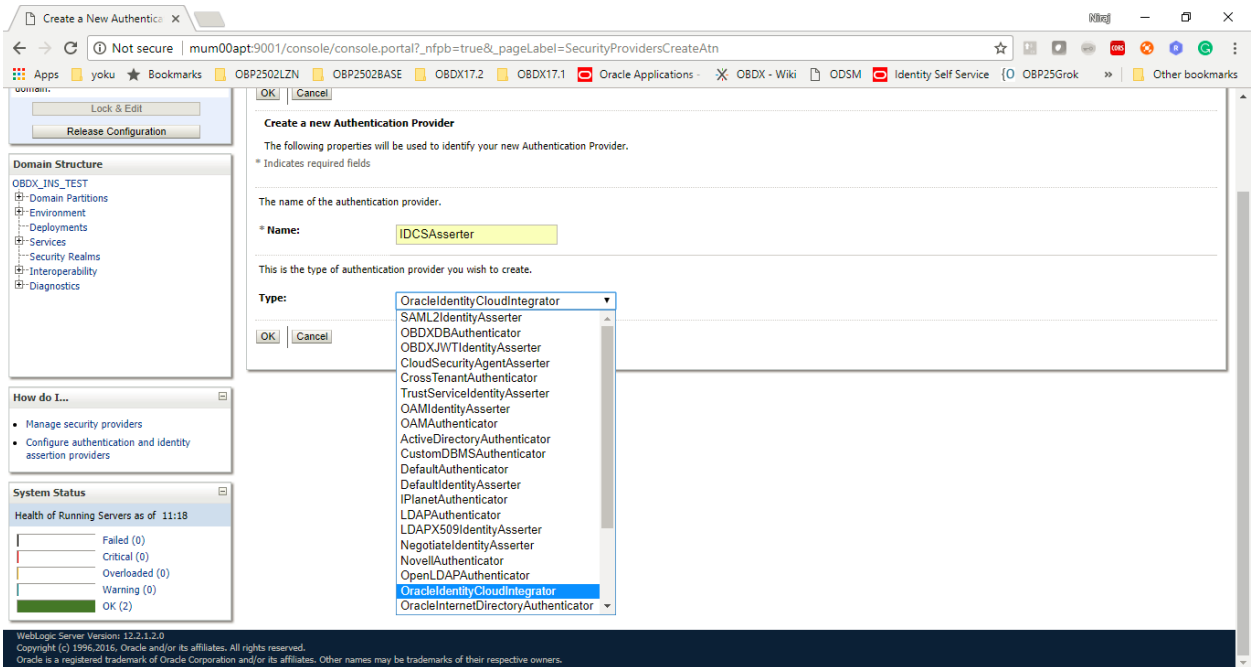 Create a New Authentica
Niraj
Not secure | mum00apt:9001/console/console.portal?_nfpb=true&_pageLabel=SecurityProvidersCreateAtn
Apps yoku Bookmarks OBP2502LZN OBP2502BASE OBDX17.2 OBDX17.1 Oracle Applications - OBDX - Wiki ODSM Identity Self Service OBP25Grok » Other bookmarks
domain.
Lock & Edit
Release Configuration
Domain Structure
OBDX_INS_TEST
Domain Partitions
Environment
Deployments
Services
Security Realms
Interoperability
Diagnostics
How do I...
Manage security providers
Configure authentication and identity
assertion providers
System Status
Health of Running Servers as of 11:18
Failed (0)
Critical (0)
Overloaded (0)
Warning (0)
OK (2)
OK Cancel
Create a new Authentication Provider
The following properties will be used to identify your new Authentication Provider.
* Indicates required fields
The name of the authentication provider.
* Name: IDCSAsserter
This is the type of authentication provider you wish to create.
Type: OracleIdentityCloudIntegrator
SAML2IdentityAsserter
OBDXDBAuthenticator
OBDXJWTIdentityAsserter
CloudSecurityAgentAsserter
CrossTenantAuthenticator
TrustServiceIdentityAsserter
OAMIdentityAsserter
OAMAuthenticator
ActiveDirectoryAuthenticator
CustomDBMSAuthenticator
DefaultAuthenticator
DefaultIdentityAsserter
IPlanetAuthenticator
LDAPAuthenticator
LDAPX509IdentityAsserter
NegotiateIdentityAsserter
NovellAuthenticator
OpenLDAPAuthenticator
OracleIdentityCloudIntegrator
OracleInternetDirectoryAuthenticator
OK Cancel
WebLogic Server Version: 12.2.1.2.0
Copyright (c) 1996,2016, Oracle and/or its affiliates. All rights reserved.
Oracle is a registered trademark of Oracle Corporation and/or its affiliates. Other names may be trademarks of their respective owners.